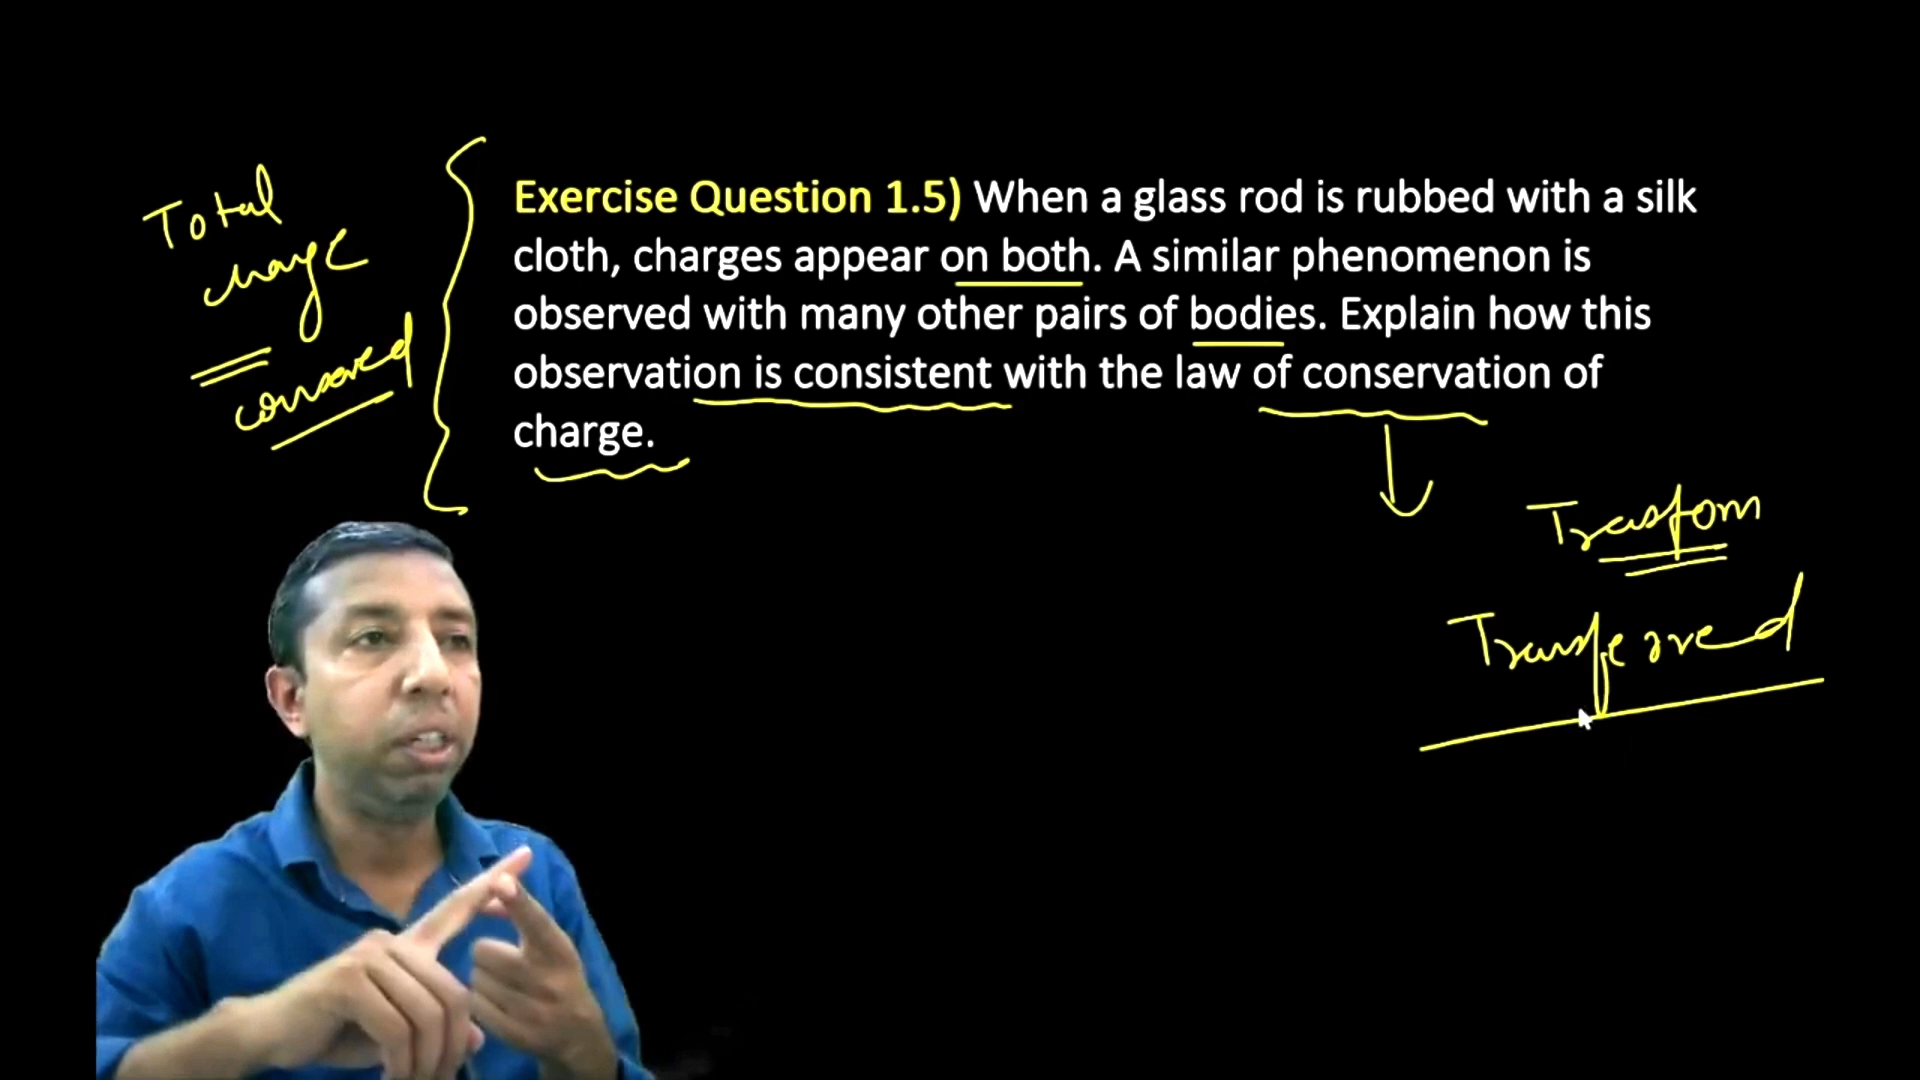 Total
charge
conserved
Exercise Question 1.5) When a glass rod is rubbed with a silk
cloth, charges appear on both. A similar phenomenon is
observed with many other pairs of bodies. Explain how this
observation is consistent with the law of conservation of
charge.
Trasfom
Transfered